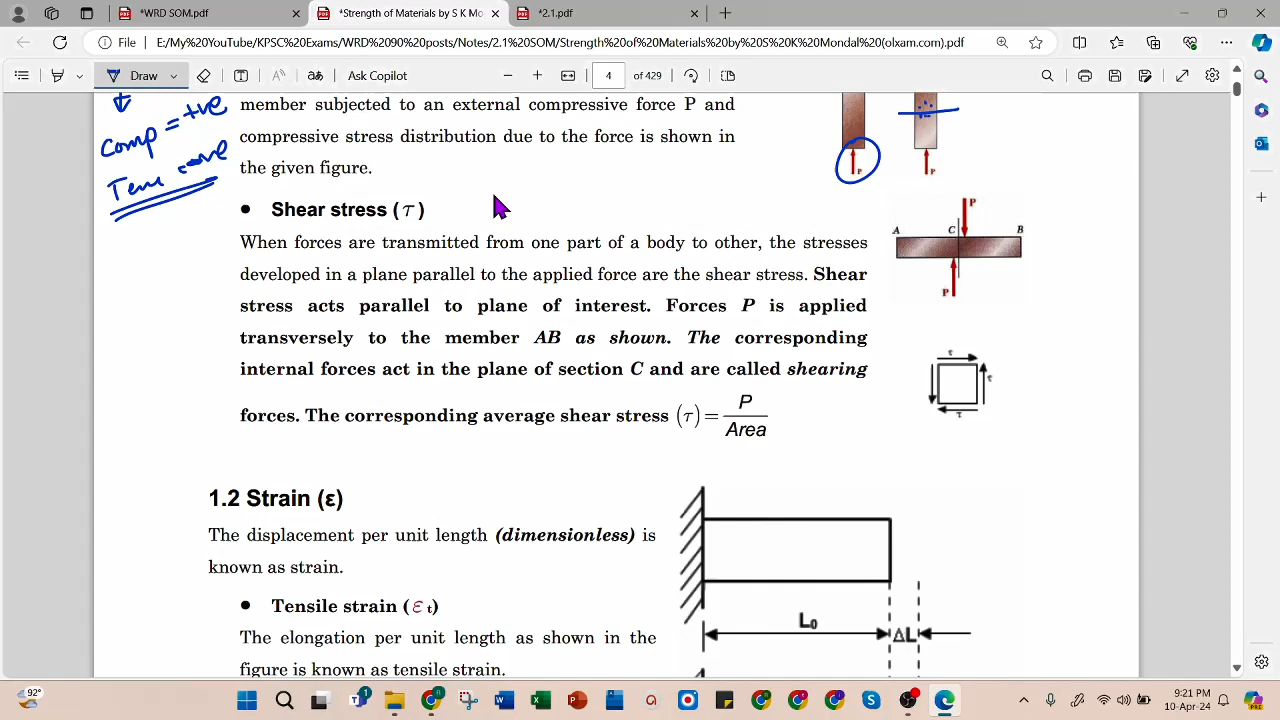 *WRD SOM.pdf
*Strength of Materials by S K Mo
*2.1.pdf
File
E:/My%20YouTube/KPSC%20Exams/WRD%2090%20posts/Notes/2.1%20SOM/Strength%20of%20Materials%20by%20S%20K%20Mondal%20(olxam.com).pdf
Draw
Ask Copilot
4
of 429
member subjected to an external compressive force P and
compressive stress distribution due to the force is shown in
the given figure.
Comp = +ve
P
P
• Shear stress (τ)
When forces are transmitted from one part of a body to other, the stresses
developed in a plane parallel to the applied force are the shear stress. Shear
stress acts parallel to plane of interest. Forces P is applied
transversely to the member AB as shown. The corresponding
internal forces act in the plane of section C and are called shearing
forces. The corresponding average shear stress (τ) = P / Area
P
A C B
P
τ
τ
τ
1.2 Strain (ε)
The displacement per unit length (dimensionless) is
known as strain.
• Tensile strain (ε t)
The elongation per unit length as shown in the
figure is known as tensile strain.
L0
ΔL
92°
1
9:21 PM
10-Apr-24